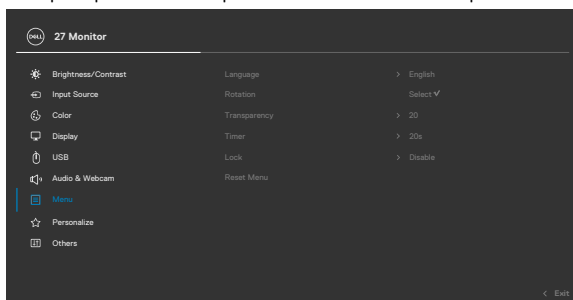 DELL
27 Monitor
Brightness/Contrast Language > English
Input Source Rotation Select ✓
Color Transparency > 20
Display Timer > 20s
USB Lock > Disable
Audio & Webcam Reset Menu
Menu
Personalize
Others
< Exit